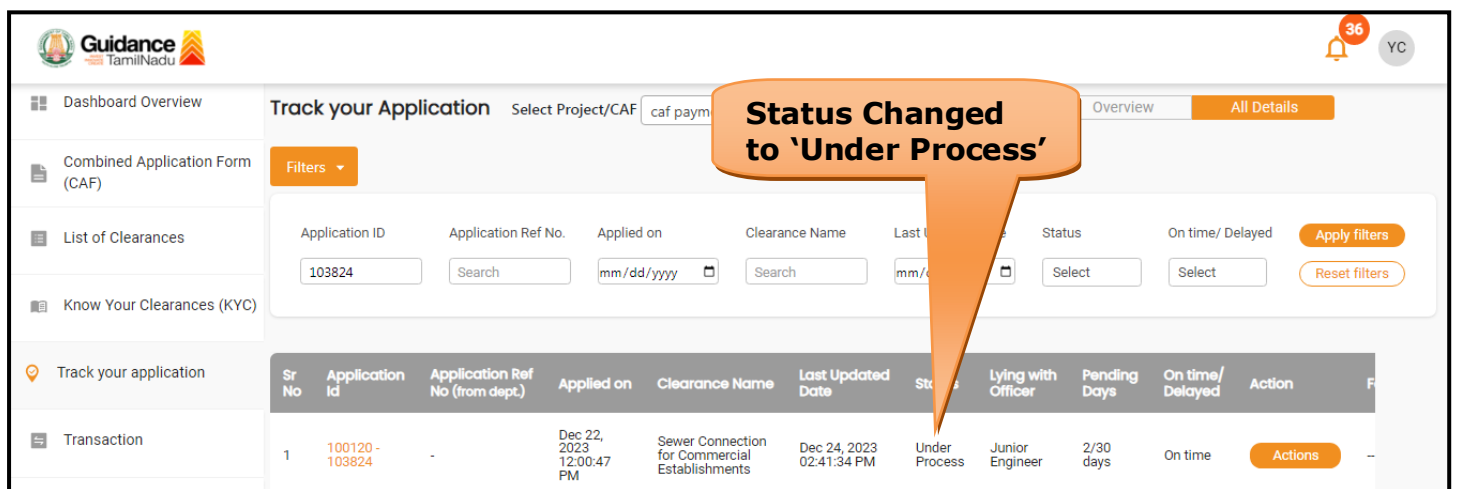 Guidance
TamilNadu
36
YC
Dashboard Overview
Combined Application Form
(CAF)
List of Clearances
Know Your Clearances (KYC)
Track your application
Transaction
Track your Application Select Project/CAF caf paym
Status Changed
to ‘Under Process’
Overview All Details
Filters
Application ID Application Ref No. Applied on Clearance Name Last Status On time/ Delayed Apply filters
103824 Search mm/dd/yyyy Search Select Select Reset filters
Sr No Application Id Application Ref No (from dept.) Applied on Clearance Name Last Updated Date Lying with Officer Pending Days On time/ Delayed Action
1 100120 - 103824 - Dec 22, 2023 12:00:47 PM Sewer Connection for Commercial Establishments Dec 24, 2023 02:41:34 PM Under Process Junior Engineer 2/30 days On time Actions